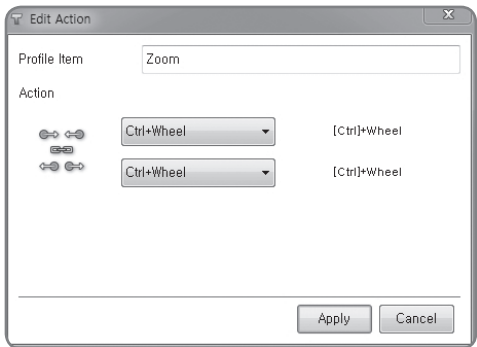 Edit Action
Profile Item Zoom
Action
Ctrl+Wheel [Ctrl]+Wheel
Ctrl+Wheel [Ctrl]+Wheel
Apply Cancel